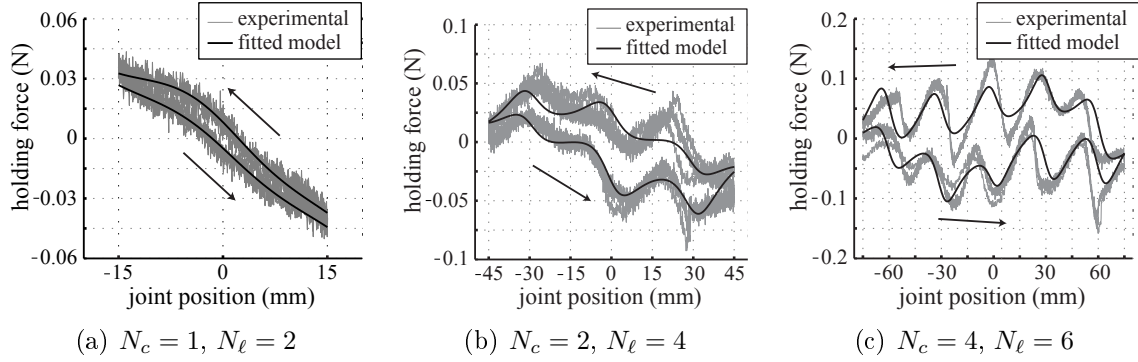 0.06
0.03
0
-0.03
-0.06
holding force (N)
experimental
fitted model
-15
0
15
joint position (mm)
(a) N_c = 1, N_ℓ = 2
0.1
0.05
0
-0.05
-0.1
holding force (N)
experimental
fitted model
-45
-30
-15
0
15
30
45
joint position (mm)
(b) N_c = 2, N_ℓ = 4
0.2
0.1
0
-0.1
-0.2
holding force (N)
experimental
fitted model
-60
-30
0
30
60
joint position (mm)
(c) N_c = 4, N_ℓ = 6